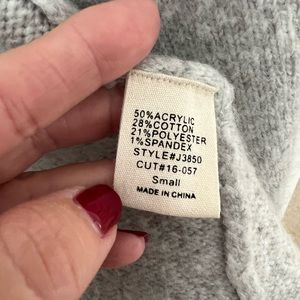 50%ACRYLIC
28%COTTON
21%POLYESTER
1%SPANDEX
STYLE#J3850
CUT#16-057
Small
MADE IN CHINA